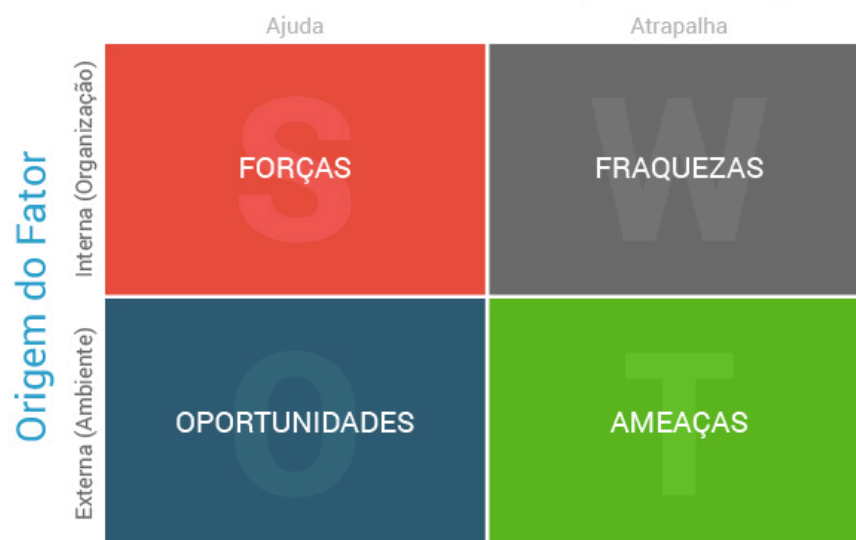 Ajuda
Atrapalha
Origem do Fator
Interna (Organização)
S
FORÇAS
W
FRAQUEZAS
Externa (Ambiente)
O
OPORTUNIDADES
T
AMEAÇAS